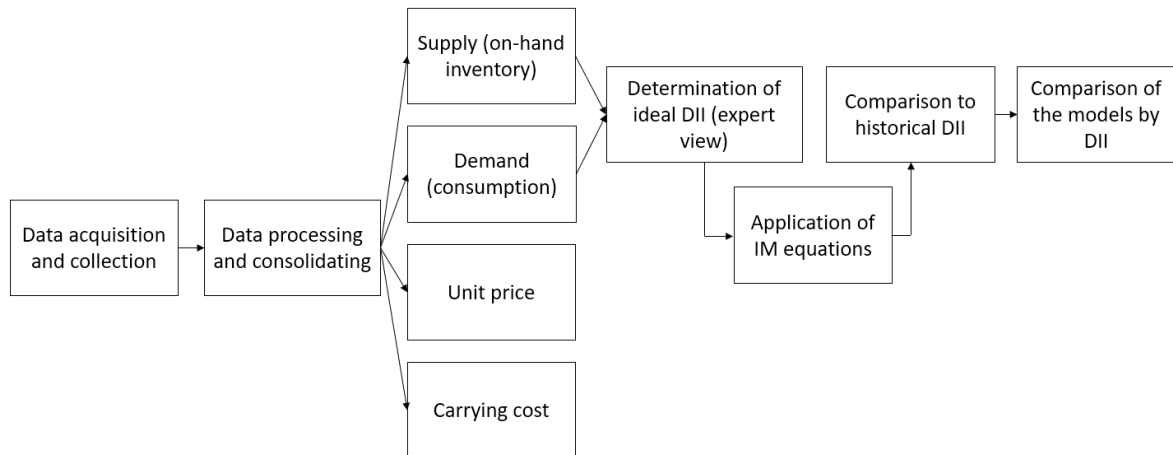 Data acquisition
and collection
Data processing
and consolidating
Supply (on-hand
inventory)
Demand
(consumption)
Unit price
Carrying cost
Determination of
ideal DII (expert
view)
Application of
IM equations
Comparison to
historical DII
Comparison of
the models by
DII